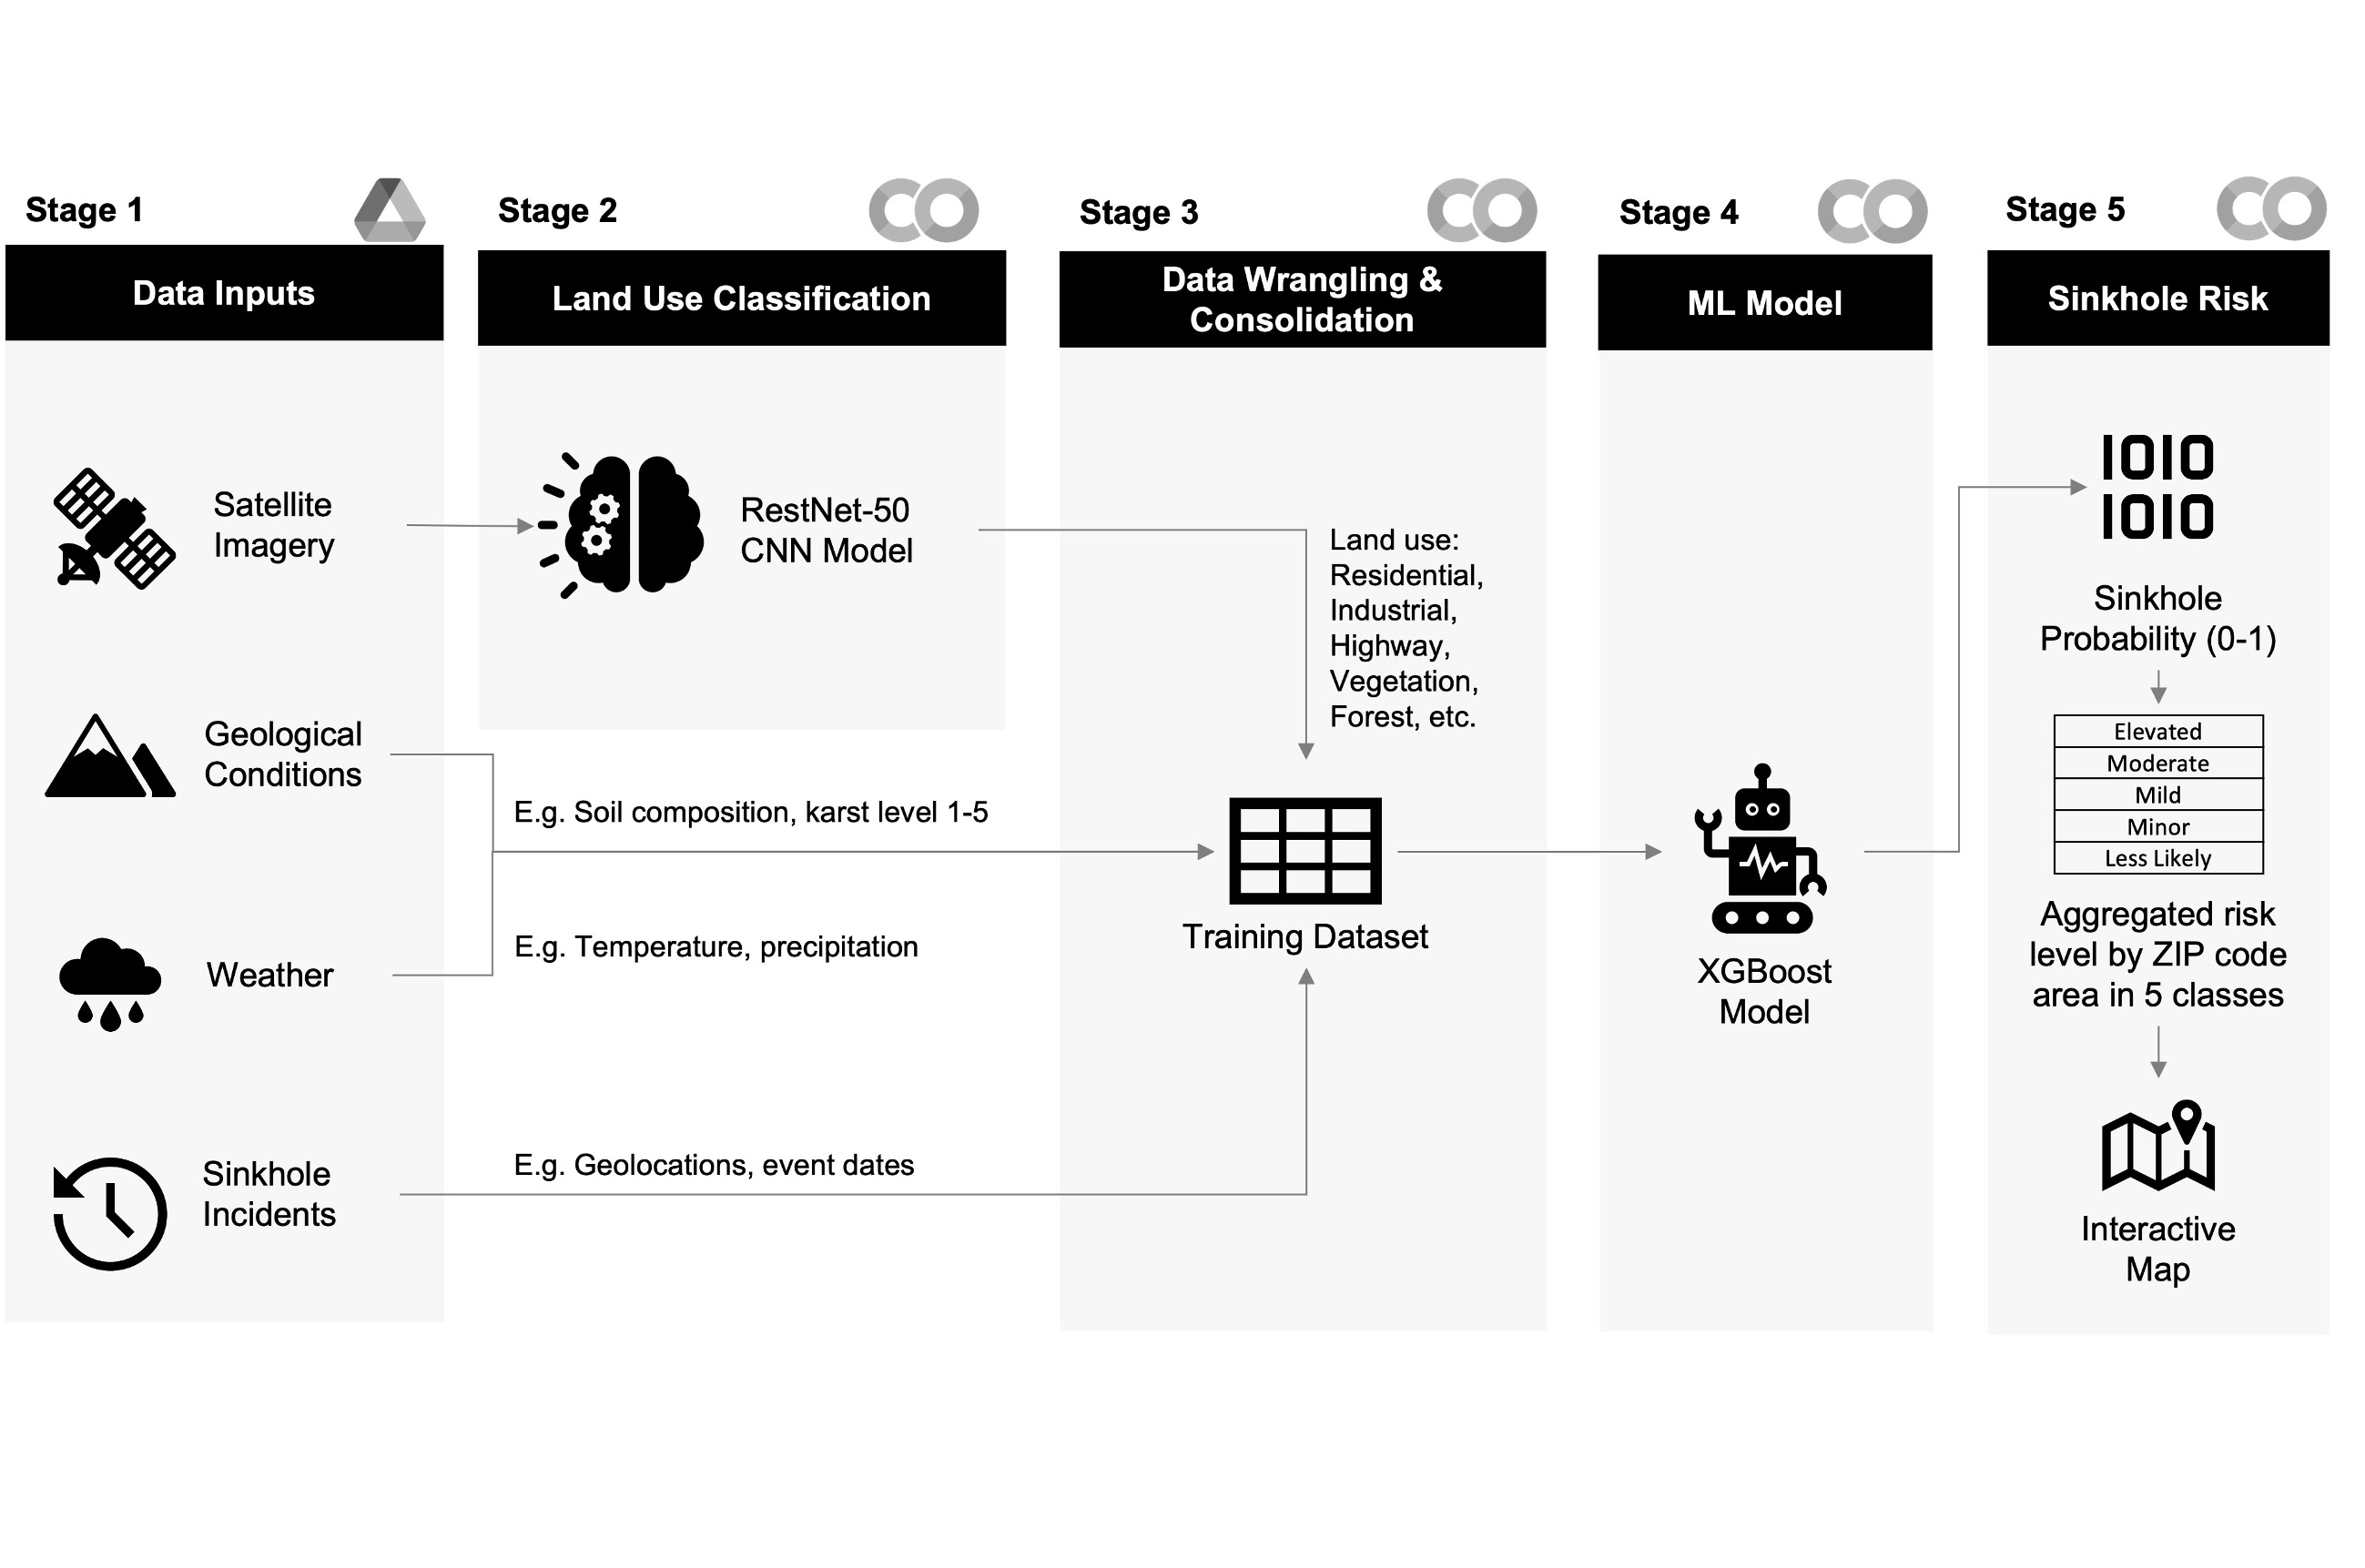 Stage 1
Data Inputs
Satellite
Imagery
Geological
Conditions
Weather
Sinkhole
Incidents
Stage 2
Land Use Classification
RestNet-50
CNN Model
E.g. Soil composition, karst level 1-5
E.g. Temperature, precipitation
E.g. Geolocations, event dates
Stage 3
Data Wrangling &
Consolidation
Land use:
Residential,
Industrial,
Highway,
Vegetation,
Forest, etc.
Training Dataset
Stage 4
ML Model
XGBoost
Model
Stage 5
Sinkhole Risk
1010
1010
Sinkhole
Probability (0-1)
Elevated
Moderate
Mild
Minor
Less Likely
Aggregated risk
level by ZIP code
area in 5 classes
Interactive
Map